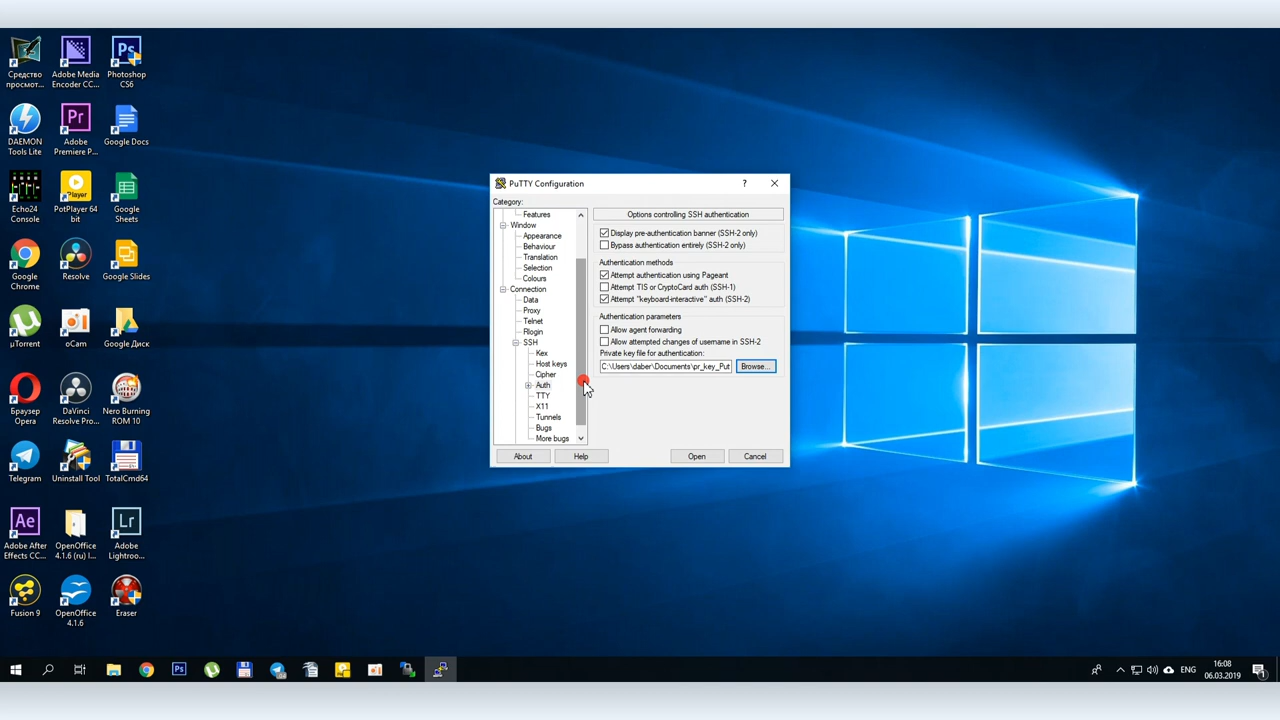 Средство
просмот...
Adobe Media
Encoder CC...
Photoshop
CS6
DAEMON
Tools Lite
Adobe
Premiere P...
Google Docs
Echo24
Console
PotPlayer 64
bit
Google
Sheets
Google
Chrome
Resolve
Google Slides
µTorrent
oCam
Google Диск
Браузер
Opera
DaVinci
Resolve Pro...
Nero Burning
ROM 10
Telegram
Uninstall Tool
TotalCmd64
Adobe After
Effects CC...
OpenOffice
4.1.6 (ru) I...
Adobe
Lightroo...
Fusion 9
OpenOffice
4.1.6
Eraser
PuTTY Configuration
?
Category:
Features
Window
Appearance
Behaviour
Translation
Selection
Colours
Connection
Data
Proxy
Telnet
Rlogin
SSH
Kex
Host keys
Cipher
Auth
TTY
X11
Tunnels
Bugs
More bugs
Options controlling SSH authentication
Display pre-authentication banner (SSH-2 only)
Bypass authentication entirely (SSH-2 only)
Authentication methods
Attempt authentication using Pageant
Attempt TIS or CryptoCard auth (SSH-1)
Attempt "keyboard-interactive" auth (SSH-2)
Authentication parameters
Allow agent forwarding
Allow attempted changes of username in SSH-2
Private key file for authentication:
C:\Users\daber\Documents\pr_key_Put
Browse...
About
Help
Open
Cancel
ENG
16:08
06.03.2019